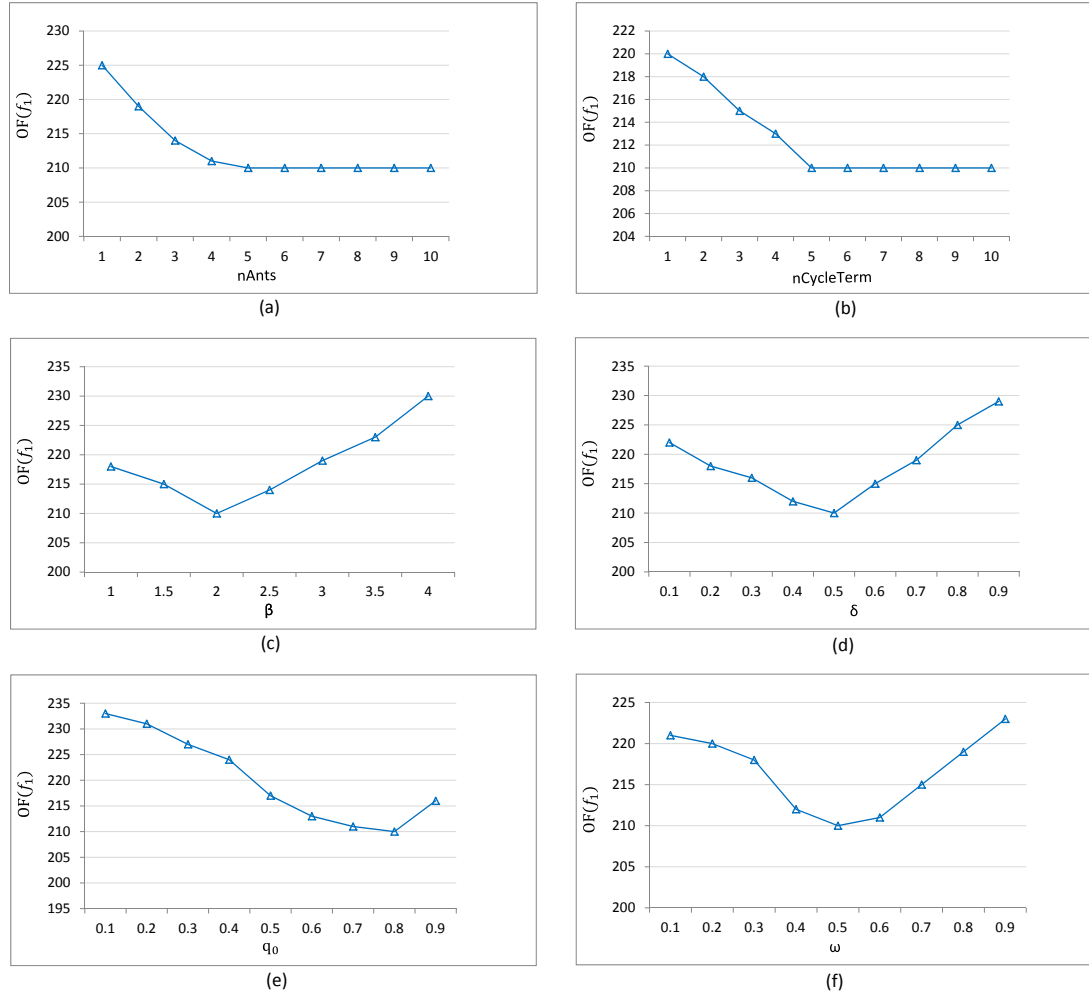 230
225
220
215
210
205
200
OF(f₁)
1 2 3 4 5 6 7 8 9 10
nAnts
(a)
222
220
218
216
214
212
210
208
206
204
OF(f₁)
1 2 3 4 5 6 7 8 9 10
nCycleTerm
(b)
235
230
225
220
215
210
205
200
OF(f₁)
1 1.5 2 2.5 3 3.5 4
β
(c)
235
230
225
220
215
210
205
200
OF(f₁)
0.1 0.2 0.3 0.4 0.5 0.6 0.7 0.8 0.9
δ
(d)
235
230
225
220
215
210
205
200
195
OF(f₁)
0.1 0.2 0.3 0.4 0.5 0.6 0.7 0.8 0.9
q₀
(e)
225
220
215
210
205
200
OF(f₁)
0.1 0.2 0.3 0.4 0.5 0.6 0.7 0.8 0.9
ω
(f)